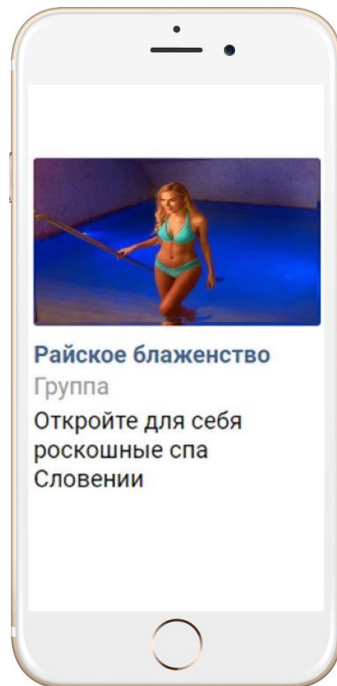 Райское блаженство
Группа
Откройте для себя
роскошные спа
Словении